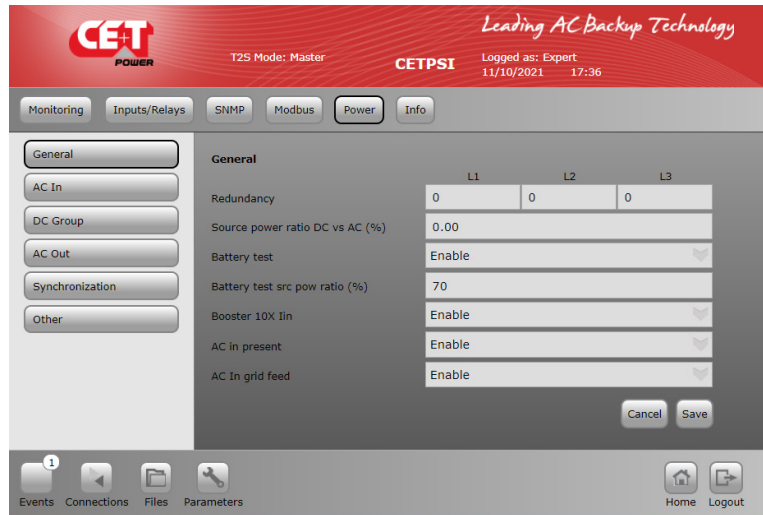 CE+T
POWER
Leading AC Backup Technology
T2S Mode: Master
CETPSI
Logged as: Expert
11/10/2021 17:36
Monitoring Inputs/Relays SNMP Modbus Power Info
General
AC In
DC Group
AC Out
Synchronization
Other
General
L1 L2 L3
Redundancy 0 0 0
Source power ratio DC vs AC (%) 0.00
Battery test Enable
Battery test src pow ratio (%) 70
Booster 10X Iin Enable
AC in present Enable
AC In grid feed Enable
Cancel Save
1
Events Connections Files Parameters Home Logout